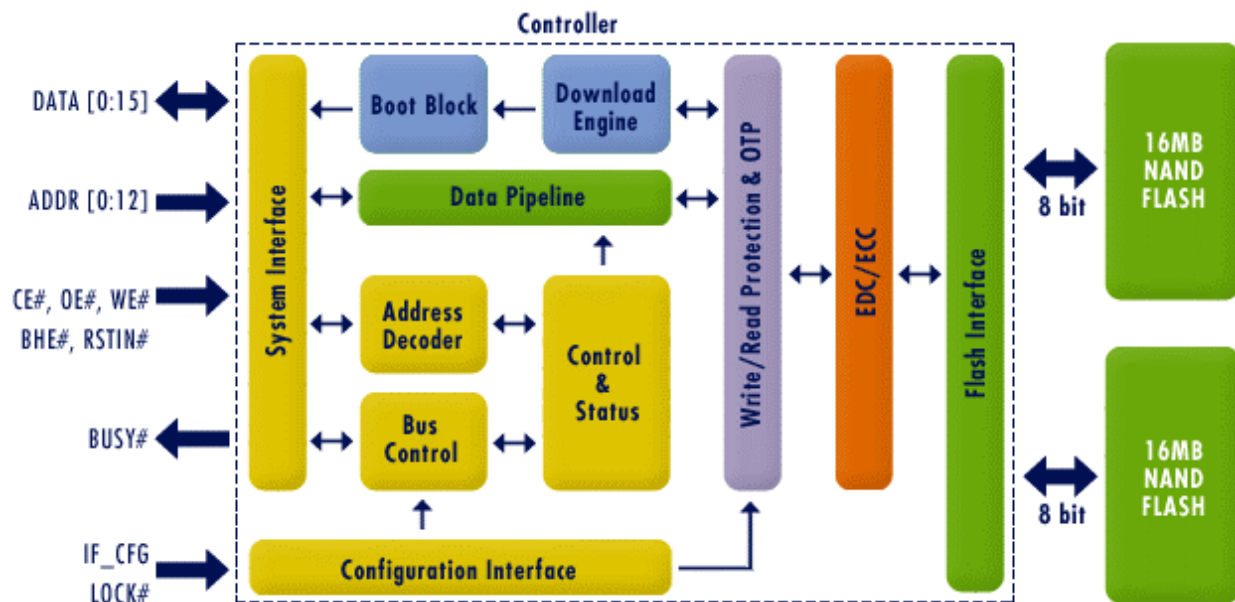 Controller
DATA [0:15]
Boot Block
Download
Engine
16MB
NAND
FLASH
ADDR [0:12]
Data Pipeline
8 bit
System Interface
Write/Read Protection & OTP
EDC/ECC
Flash Interface
CE#, OE#, WE#
BHE#, RSTIN#
Address
Decoder
Control
&
Status
BUSY#
Bus
Control
16MB
NAND
FLASH
8 bit
IF_CFG
LOCK#
Configuration Interface